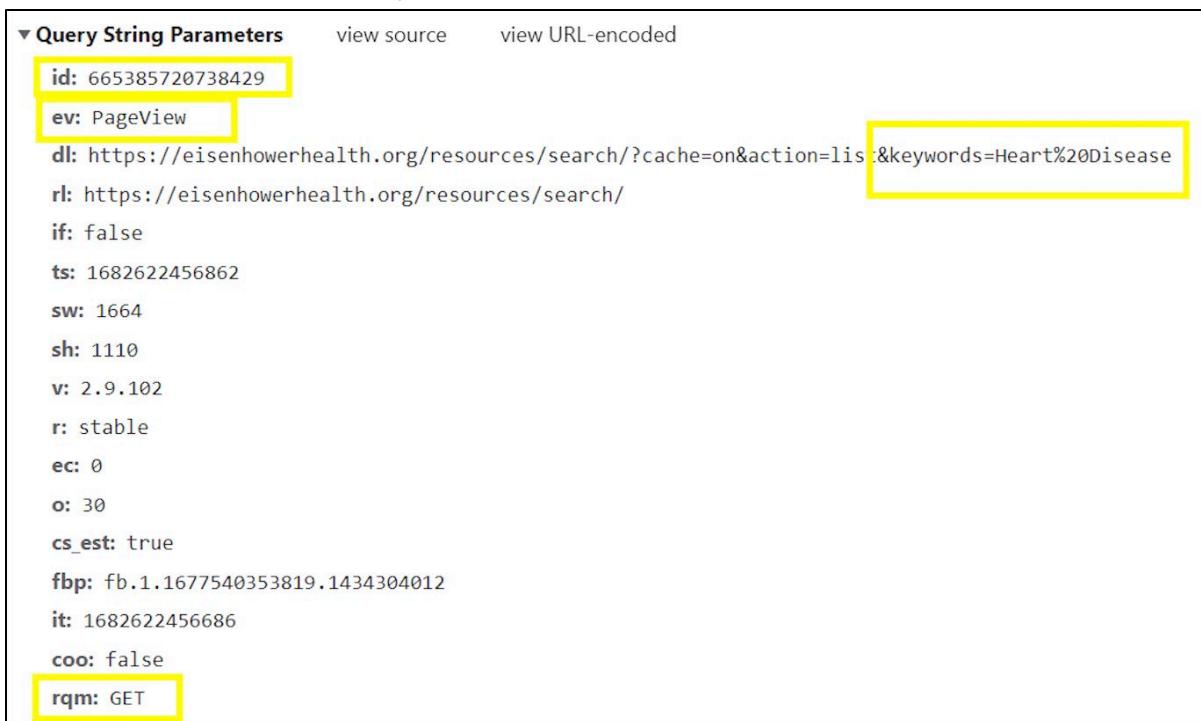 ▼ Query String Parameters view source view URL-encoded
id: 665385720738429
ev: PageView
dl: https://eisenhowerhealth.org/resources/search/?cache=on&action=list&keywords=Heart%20Disease
rl: https://eisenhowerhealth.org/resources/search/
if: false
ts: 1682622456862
sw: 1664
sh: 1110
v: 2.9.102
r: stable
ec: 0
o: 30
cs_est: true
fbp: fb.1.1677540353819.1434304012
it: 1682622456686
coo: false
rqm: GET